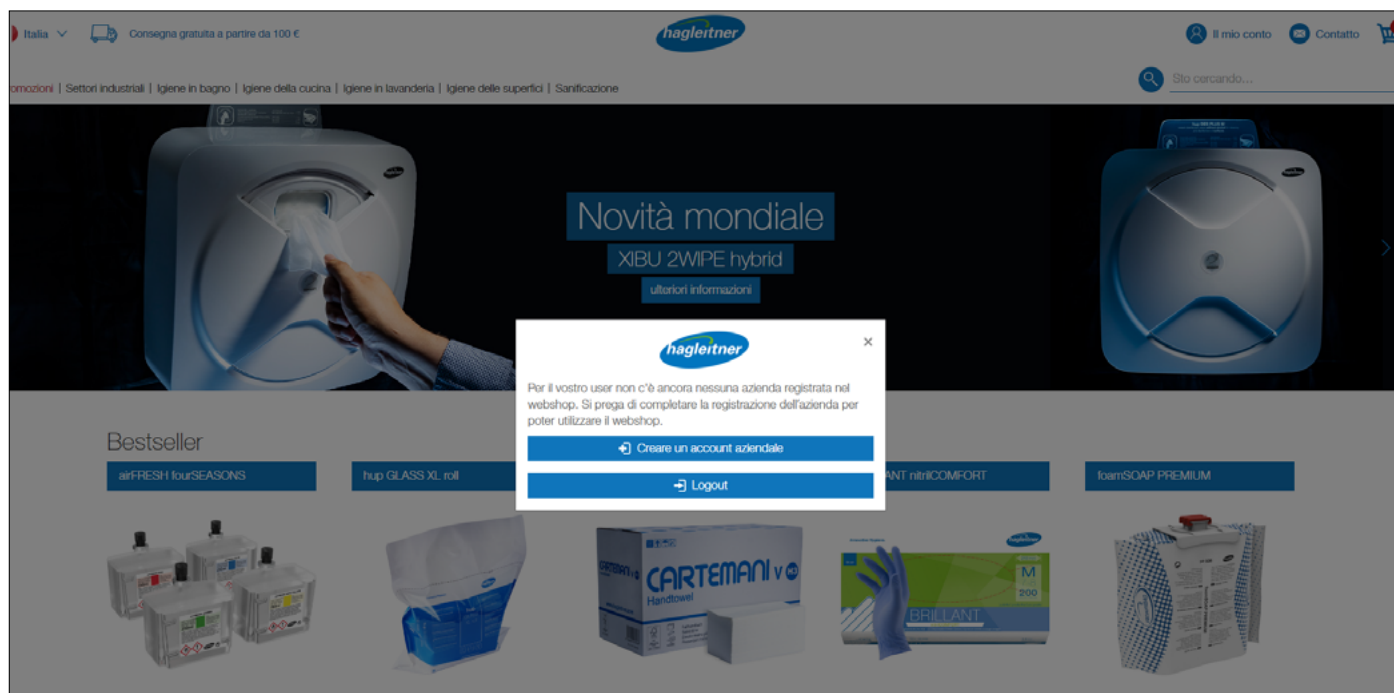 Italia
Consegna gratuita a partire da 100 €
hagleitner
Il mio conto
Contatto
omozioni | Settori industriali | Igiene in bagno | Igiene della cucina | Igiene in lavanderia | Igiene delle superfici | Sanificazione
Sto cercando...
Novità mondiale
XIBU 2WIPE hybrid
ulteriori informazioni
hagleitner
×
Per il vostro user non c'è ancora nessuna azienda registrata nel
webshop. Si prega di completare la registrazione dell'azienda per
poter utilizzare il webshop.
Creare un account aziendale
Logout
Bestseller
airFRESH fourSEASONS
hup GLASS XL roll
ANT nitrilCOMFORT
foamSOAP PREMIUM
CARTEMANI V
Handtowel
M
200
BRILLANT